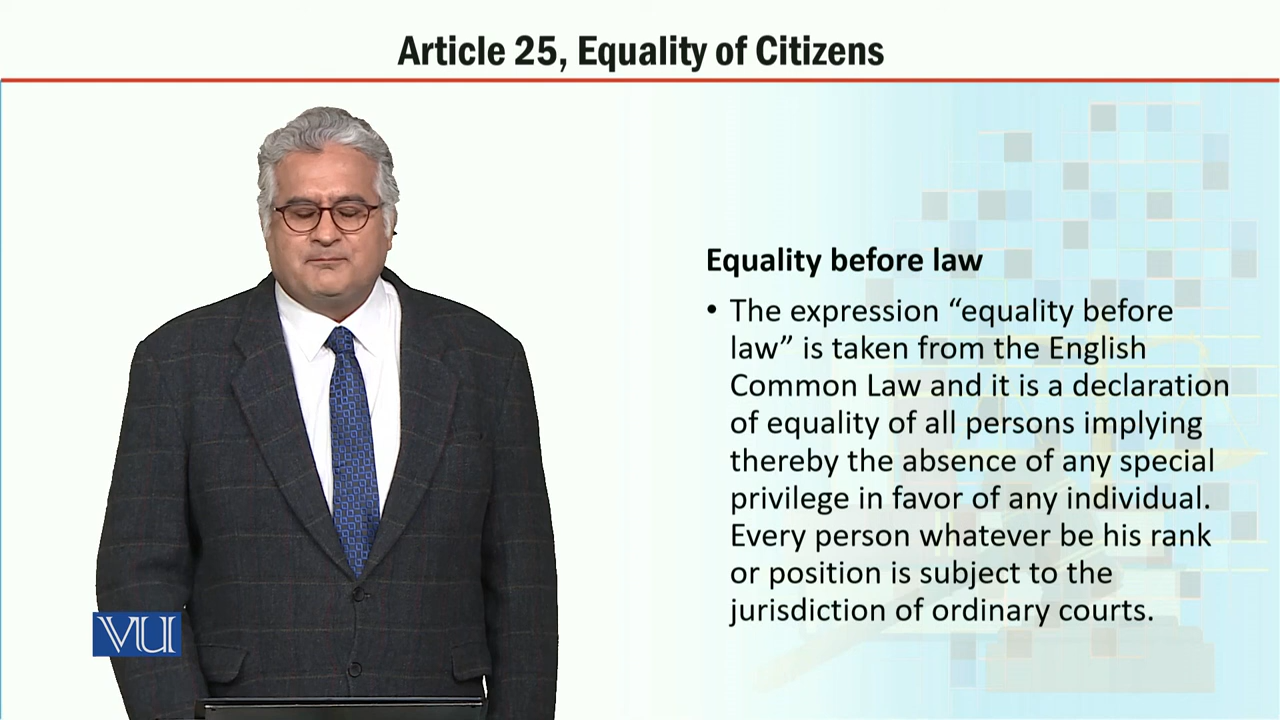 Article 25, Equality of Citizens
Equality before law
• The expression “equality before
law” is taken from the English
Common Law and it is a declaration
of equality of all persons implying
thereby the absence of any special
privilege in favor of any individual.
Every person whatever be his rank
or position is subject to the
jurisdiction of ordinary courts.
VU